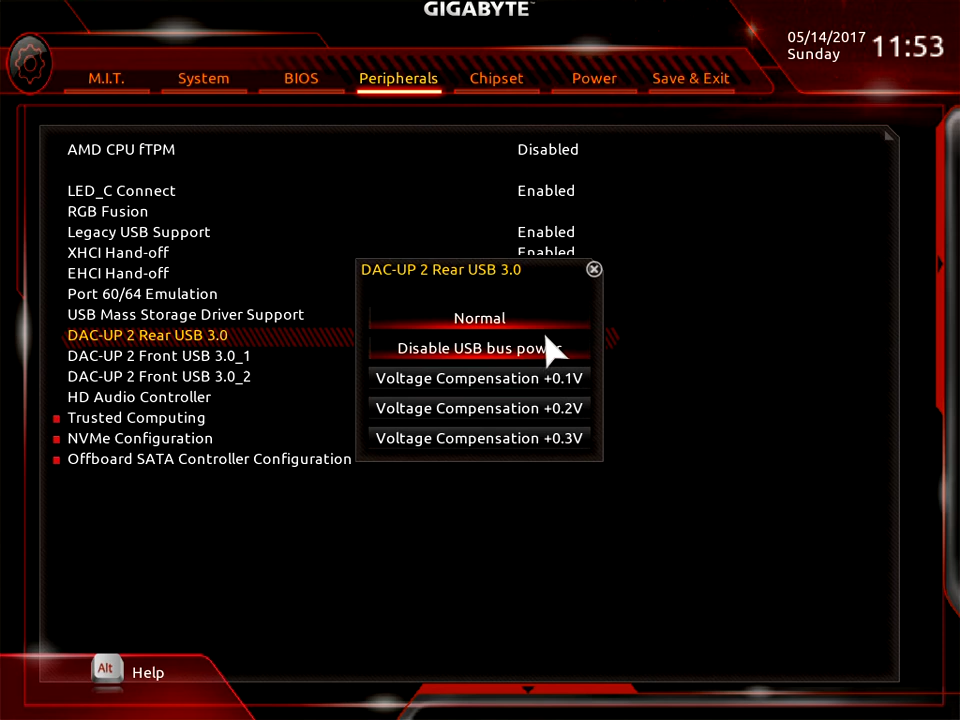 GIGABYTE™
05/14/2017 11:53
Sunday
M.I.T. System BIOS Peripherals Chipset Power Save & Exit
AMD CPU fTPM Disabled
LED_C Connect Enabled
RGB Fusion
Legacy USB Support Enabled
XHCI Hand-off Enabled
EHCI Hand-off
Port 60/64 Emulation
USB Mass Storage Driver Support
DAC-UP 2 Rear USB 3.0
DAC-UP 2 Front USB 3.0_1
DAC-UP 2 Front USB 3.0_2
HD Audio Controller
Trusted Computing
NVMe Configuration
Offboard SATA Controller Configuration
DAC-UP 2 Rear USB 3.0
Normal
Disable USB bus power
Voltage Compensation +0.1V
Voltage Compensation +0.2V
Voltage Compensation +0.3V
Alt Help